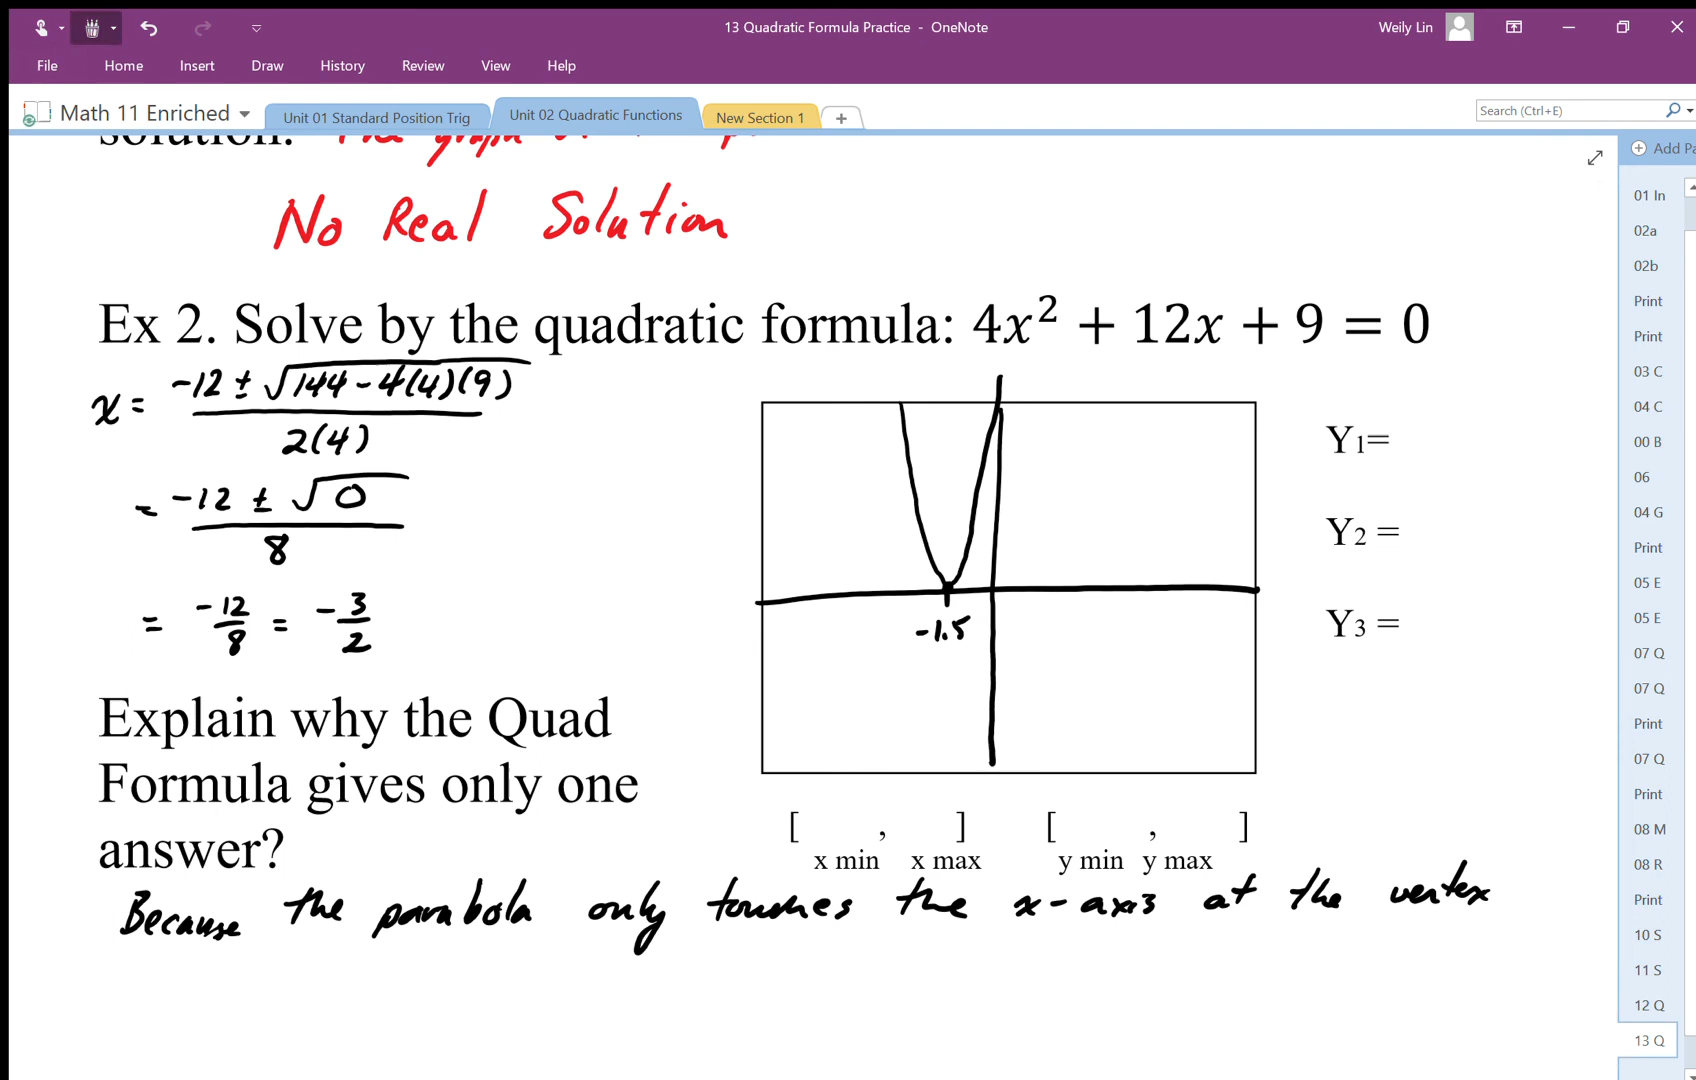 13 Quadratic Formula Practice - OneNote
Weily Lin
File Home Insert Draw History Review View Help
Math 11 Enriched
Unit 01 Standard Position Trig
Unit 02 Quadratic Functions
New Section 1
Search (Ctrl+E)
solution:
No Real Solution
Ex 2. Solve by the quadratic formula: 4x² + 12x + 9 = 0
x = (-12 ± √(144 - 4(4)(9))) / 2(4)
= (-12 ± √0) / 8
= -12/8 = -3/2
-1.5
Y₁=
Y₂ =
Y₃ =
Explain why the Quad
Formula gives only one
answer?
[ , ] [ , ]
x min x max y min y max
Because the parabola only touches the x-axis at the vertex
Add Pa
01 In
02a
02b
Print
Print
03 C
04 C
00 B
06
04 G
Print
05 E
05 E
07 Q
07 Q
Print
07 Q
Print
08 M
08 R
Print
10 S
11 S
12 Q
13 Q